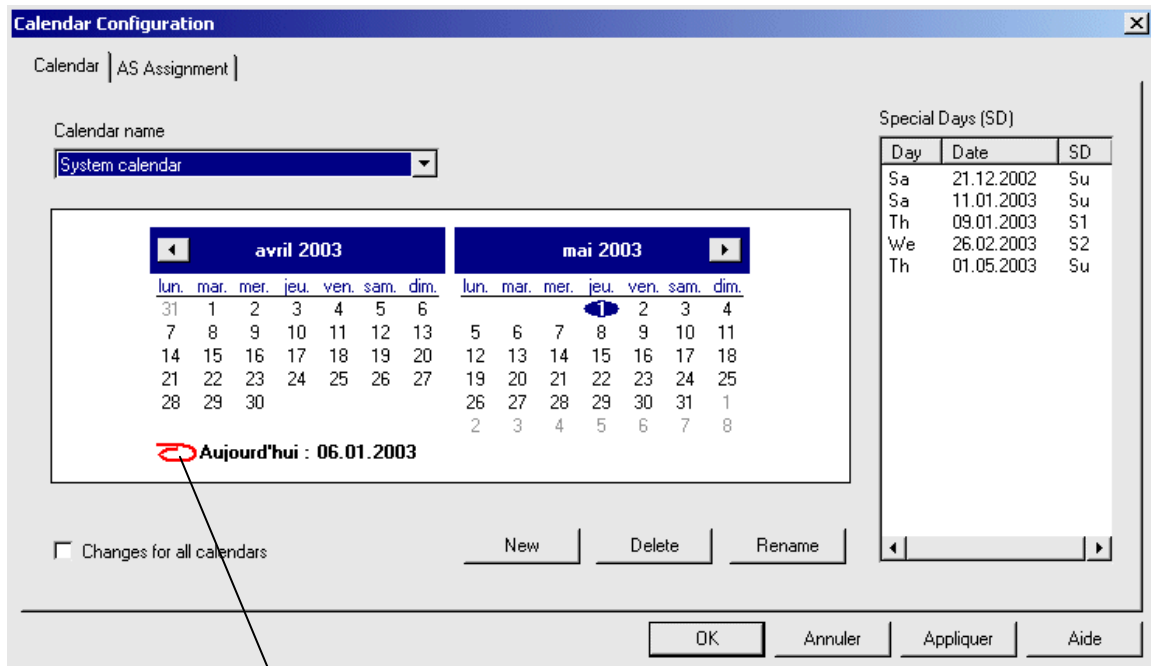 Calendar Configuration
Calendar AS Assignment
Calendar name
System calendar
avril 2003 mai 2003
lun. mar. mer. jeu. ven. sam. dim. lun. mar. mer. jeu. ven. sam. dim.
31 1 2 3 4 5 6 1 2 3 4
7 8 9 10 11 12 13 5 6 7 8 9 10 11
14 15 16 17 18 19 20 12 13 14 15 16 17 18
21 22 23 24 25 26 27 19 20 21 22 23 24 25
28 29 30 26 27 28 29 30 31 1
2 3 4 5 6 7 8
Aujourd'hui : 06.01.2003
Changes for all calendars
New Delete Rename
Special Days (SD)
Day Date SD
Sa 21.12.2002 Su
Sa 11.01.2003 Su
Th 09.01.2003 S1
We 26.02.2003 S2
Th 01.05.2003 Su
OK Annuler Appliquer Aide